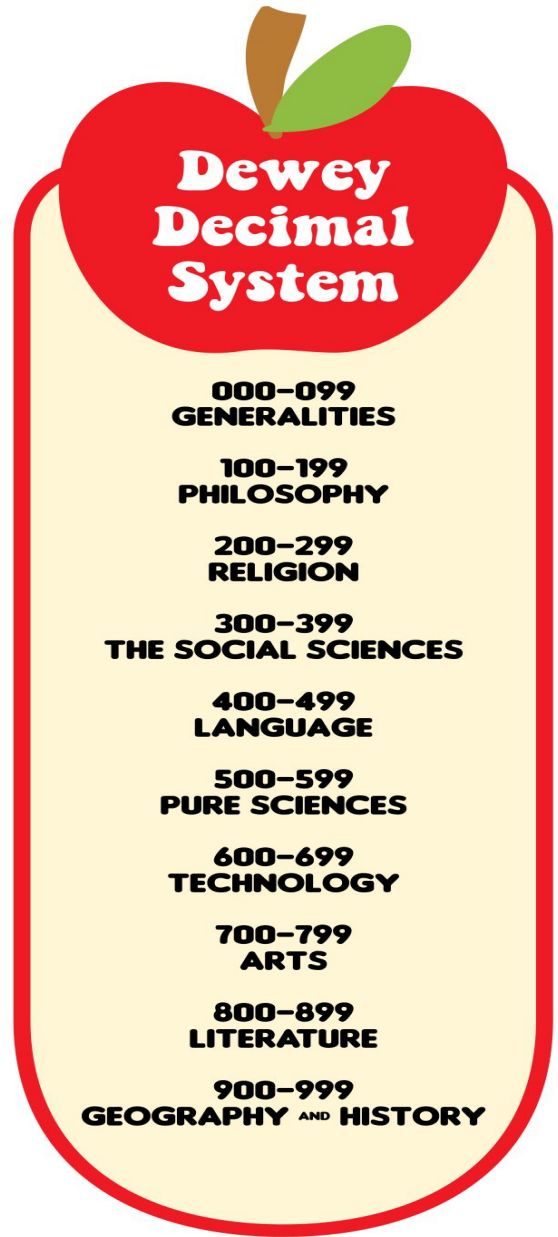 Dewey
Decimal
System
000-099
GENERALITIES
100-199
PHILOSOPHY
200-299
RELIGION
300-399
THE SOCIAL SCIENCES
400-499
LANGUAGE
500-599
PURE SCIENCES
600-699
TECHNOLOGY
700-799
ARTS
800-899
LITERATURE
900-999
GEOGRAPHY AND HISTORY